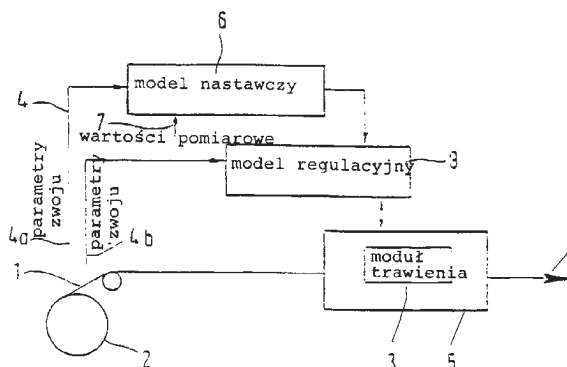 6
model nastawczy
4
7
wartości pomiarowe
model regulacyjny
8
parametry
zwoju
parametry
zwoju
4a
4b
1
moduł
trawienia
2
3
5